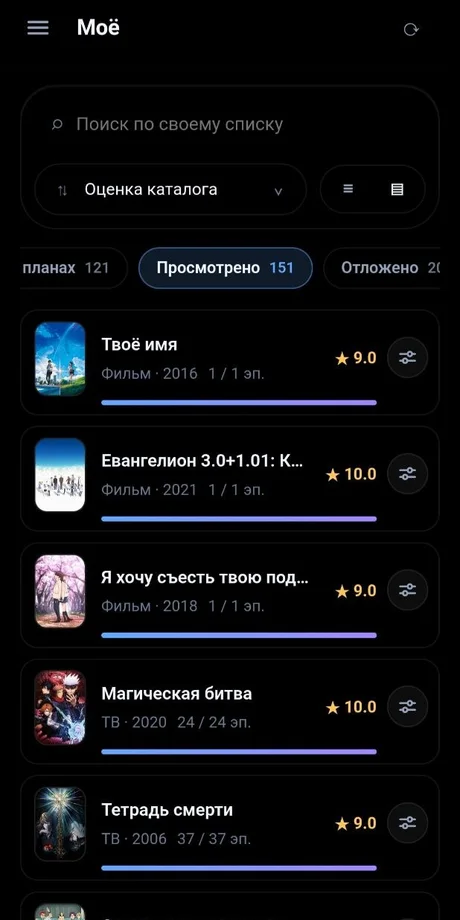 Моё
Поиск по своему списку
Оценка каталога
планах 121
Просмотрено 151
Отложено 20
Твоё имя
Фильм · 2016 1 / 1 эп.
★ 9.0
Евангелион 3.0+1.01: К...
Фильм · 2021 1 / 1 эп.
★ 10.0
Я хочу съесть твою под...
Фильм · 2018 1 / 1 эп.
★ 9.0
Магическая битва
ТВ · 2020 24 / 24 эп.
★ 10.0
Тетрадь смерти
ТВ · 2006 37 / 37 эп.
★ 9.0